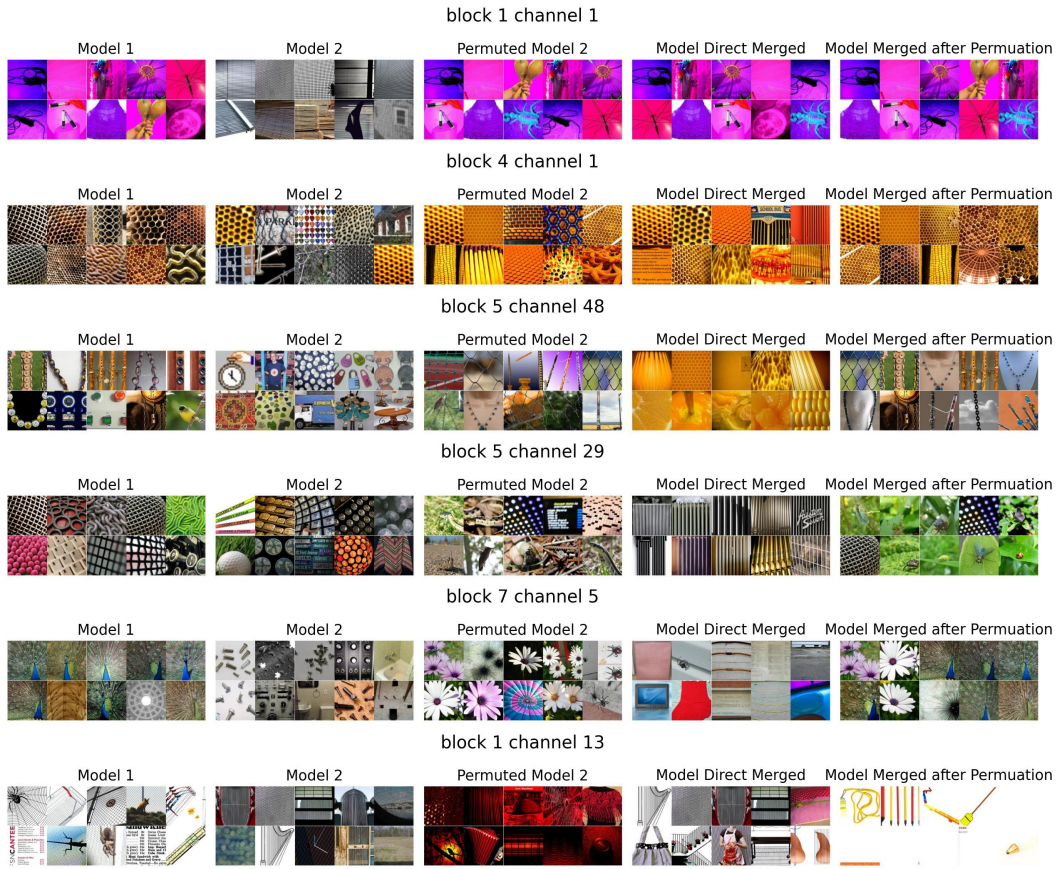 block 1 channel 1
Model 1 Model 2 Permuted Model 2 Model Direct Merged Model Merged after Permuation
block 4 channel 1
Model 1 Model 2 Permuted Model 2 Model Direct Merged Model Merged after Permuation
PARK
SCHOOL BUS
block 5 channel 48
Model 1 Model 2 Permuted Model 2 Model Direct Merged Model Merged after Permuation
block 5 channel 29
Model 1 Model 2 Permuted Model 2 Model Direct Merged Model Merged after Permuation
block 7 channel 5
Model 1 Model 2 Permuted Model 2 Model Direct Merged Model Merged after Permuation
block 1 channel 13
Model 1 Model 2 Permuted Model 2 Model Direct Merged Model Merged after Permuation